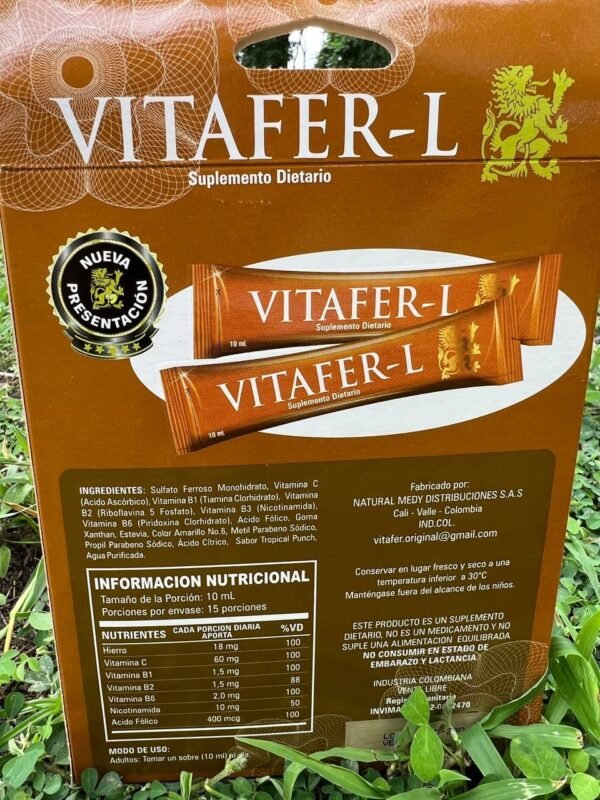 VITAFER-L
Suplemento Dietario
NUEVA
PRESENTACIÓN
VITAFER-L
Suplemento Dietario
10 ml
VITAFER-L
Suplemento Dietario
10 ml
INGREDIENTES: Sulfato Ferroso Monohidrato, Vitamina C
(Acido Ascórbico), Vitamina B1 (Tiamina Clorhidrato), Vitamina
B2 (Riboflavina 5 Fosfato), Vitamina B3 (Nicotinamida),
Vitamina B6 (Piridoxina Clorhidrato), Acido Fólico, Goma
Xanthan, Estevia, Color Amarillo No.6, Metil Parabeno Sódico,
Propil Parabeno Sódico, Ácido Cítrico, Sabor Tropical Punch,
Agua Purificada.
INFORMACION NUTRICIONAL
Tamaño de la Porción: 10 mL
Porciones por envase: 15 porciones
NUTRIENTES CADA PORCION DIARIA APORTA %VD
Hierro 18 mg 100
Vitamina C 60 mg 100
Vitamina B1 1,5 mg 100
Vitamina B2 1,5 mg 88
Vitamina B6 2,0 mg 100
Nicotinamida 10 mg 50
Acido Fólico 400 mcg 100
MODO DE USO:
Adultos: Tomar un sobre (10 ml) al día.
Fabricado por:
NATURAL MEDY DISTRIBUCIONES S.A.S
Cali - Valle - Colombia
IND.COL.
vitafer.original@gmail.com
Conservar en lugar fresco y seco a una
temperatura inferior a 30°C
Manténgase fuera del alcance de los niños.
ESTE PRODUCTO ES UN SUPLEMENTO
DIETARIO, NO ES UN MEDICAMENTO Y NO
SUPLE UNA ALIMENTACION EQUILIBRADA
NO CONSUMIR EN ESTADO DE
EMBARAZO Y LACTANCIA.
INDUSTRIA COLOMBIANA
VENTA LIBRE
Registro Sanitario
2470